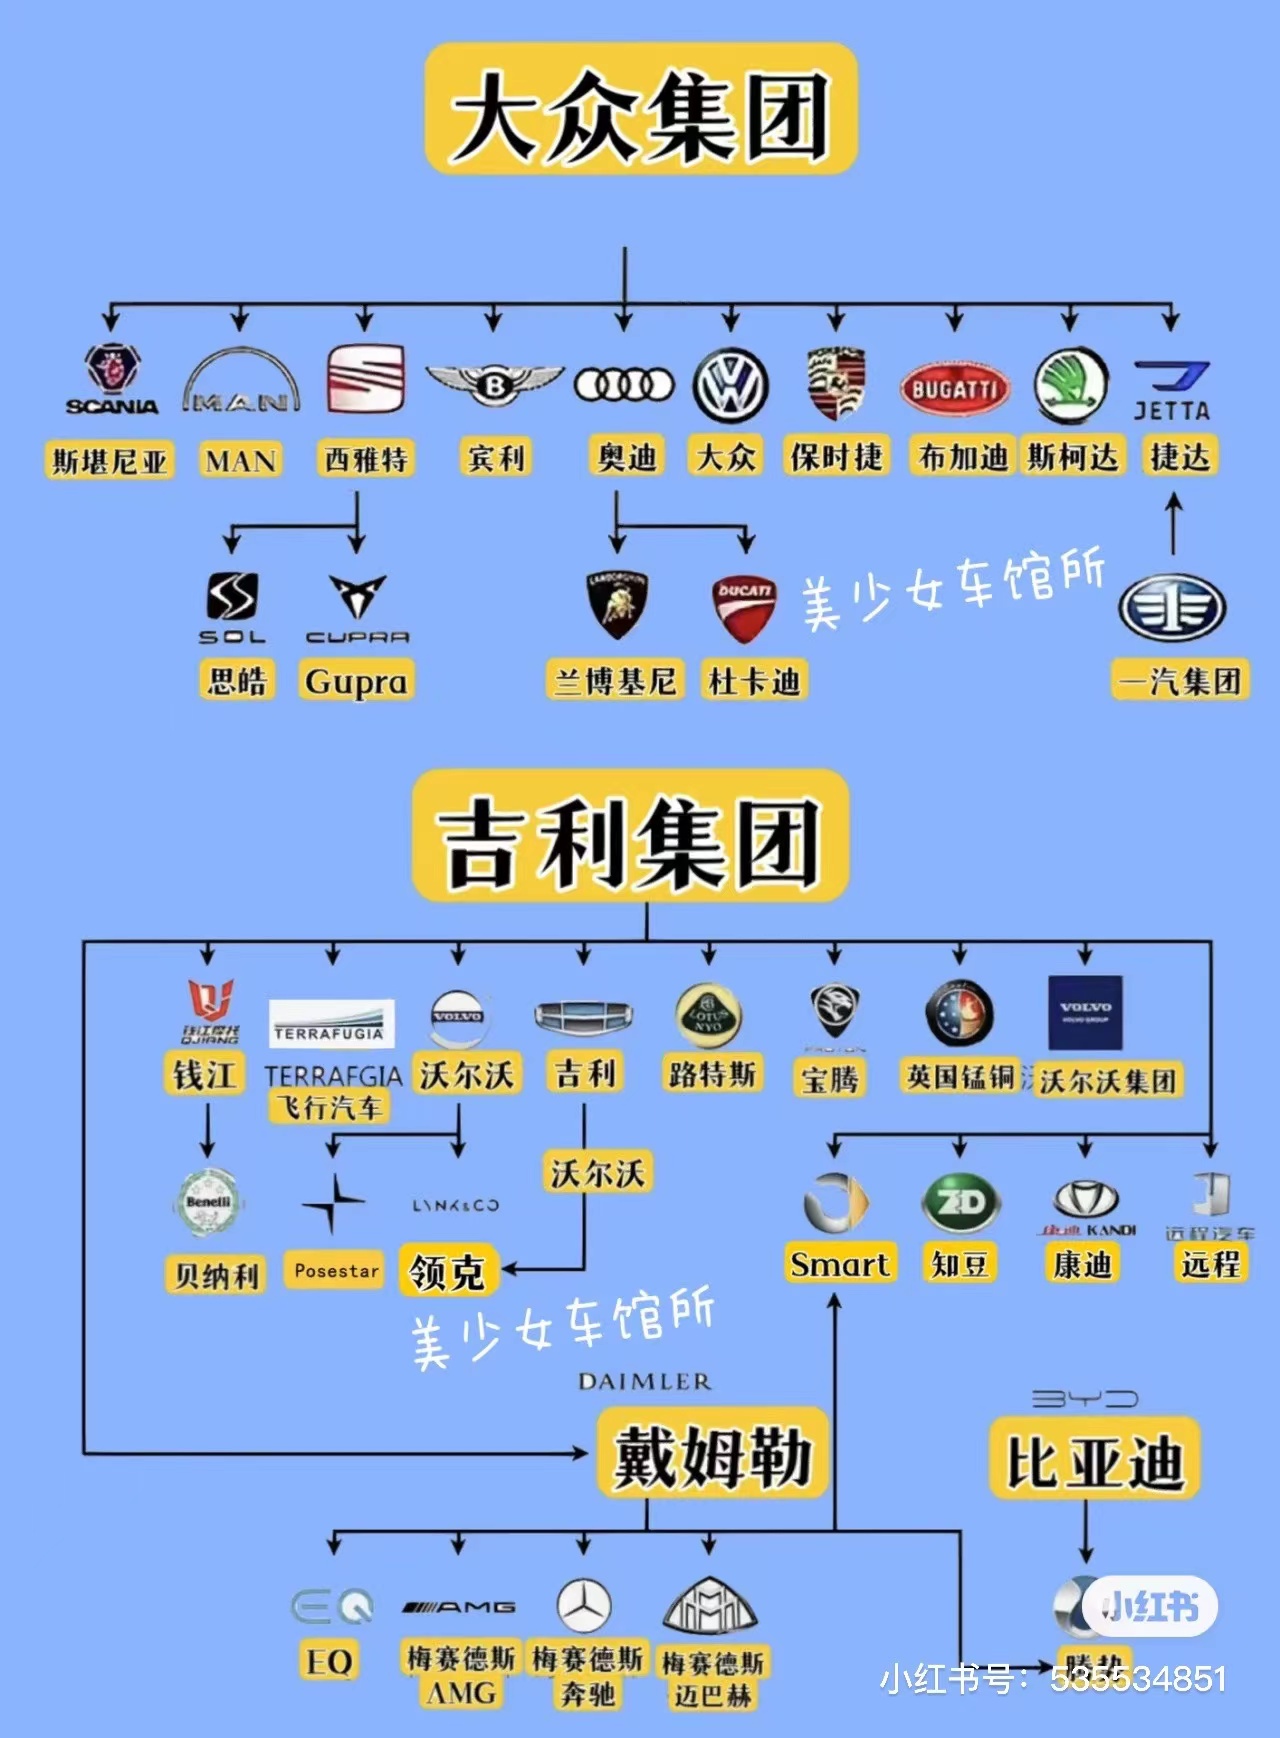 大众集团
SCANIA
MAN
BUGATTI
JETTA
斯堪尼亚 MAN 西雅特 宾利 奥迪 大众 保时捷 布加迪 斯柯达 捷达
SOL
CUPRA
LAMBORGHINI
DUCATI
美少女车馆所
思皓 Gupra 兰博基尼 杜卡迪 一汽集团
吉利集团
钱江摩托
QJIANG
TERRAFUGIA
VOLVO
LOTUS
NYO
PROTON
VOLVO
VOLVO GROUP
钱江 TERRAFGIA 沃尔沃 吉利 路特斯 宝腾 英国锰铜 沃尔沃集团
飞行汽车
沃尔沃
Benelli
LYNK&CO
ZD
康迪 KANDI
远程汽车
贝纳利 Posestar 领克 Smart 知豆 康迪 远程
美少女车馆所
DAIMLER
戴姆勒
BYD
比亚迪
EQ
AMG
小红书
EQ
梅赛德斯
AMG
梅赛德斯
奔驰
梅赛德斯
迈巴赫
腾势
小红书号：535534851